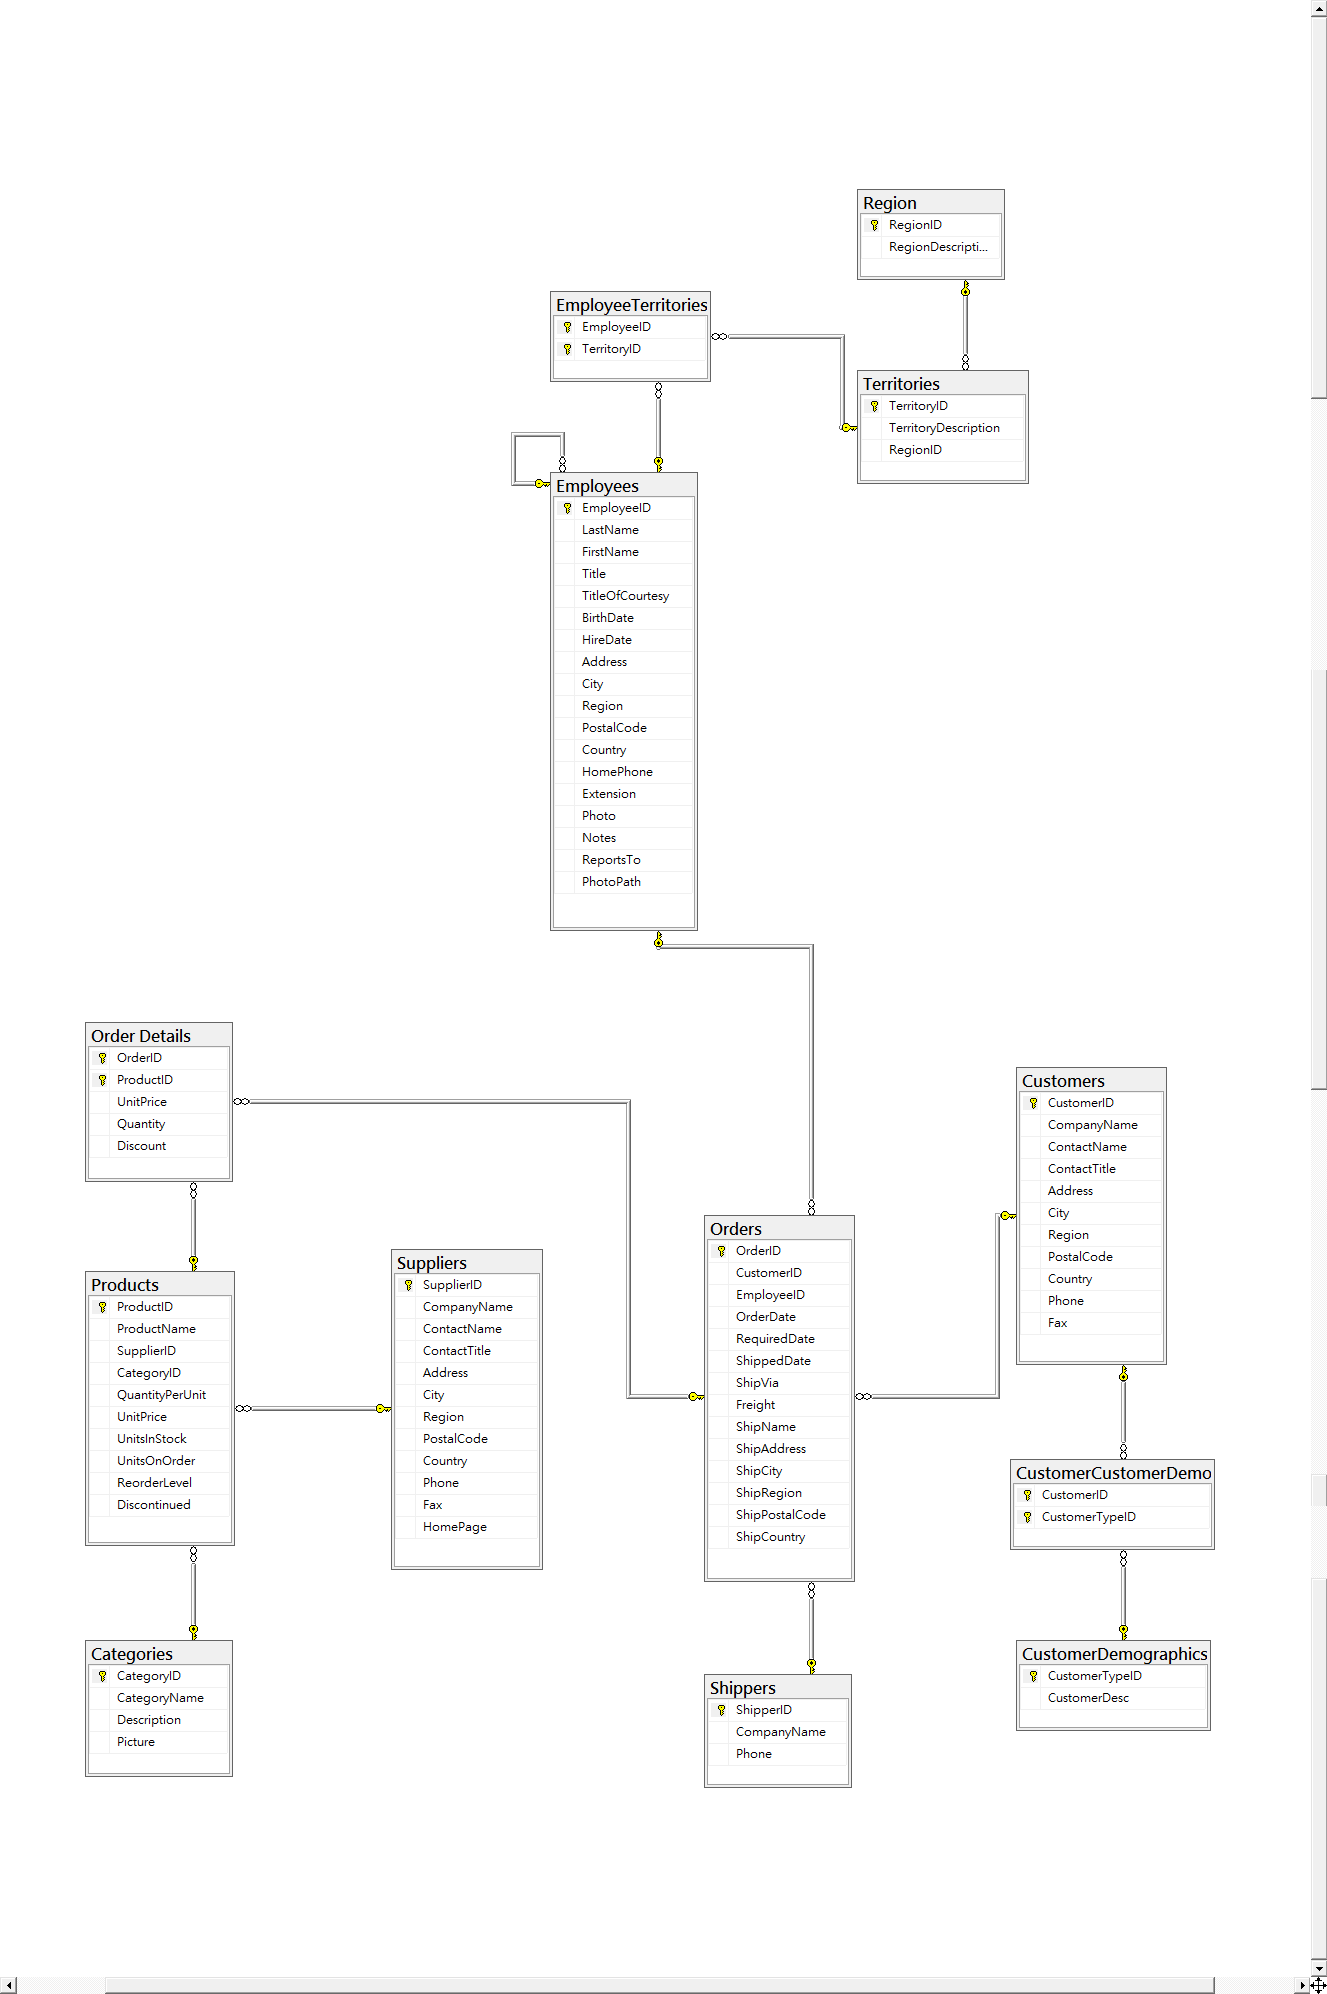 Region
RegionID
RegionDescripti...
EmployeeTerritories
EmployeeID
TerritoryID
Territories
TerritoryID
TerritoryDescription
RegionID
Employees
EmployeeID
LastName
FirstName
Title
TitleOfCourtesy
BirthDate
HireDate
Address
City
Region
PostalCode
Country
HomePhone
Extension
Photo
Notes
ReportsTo
PhotoPath
Order Details
OrderID
ProductID
UnitPrice
Quantity
Discount
Products
ProductID
ProductName
SupplierID
CategoryID
QuantityPerUnit
UnitPrice
UnitsInStock
UnitsOnOrder
ReorderLevel
Discontinued
Suppliers
SupplierID
CompanyName
ContactName
ContactTitle
Address
City
Region
PostalCode
Country
Phone
Fax
HomePage
Orders
OrderID
CustomerID
EmployeeID
OrderDate
RequiredDate
ShippedDate
ShipVia
Freight
ShipName
ShipAddress
ShipCity
ShipRegion
ShipPostalCode
ShipCountry
Customers
CustomerID
CompanyName
ContactName
ContactTitle
Address
City
Region
PostalCode
Country
Phone
Fax
CustomerCustomerDemo
CustomerID
CustomerTypeID
Categories
CategoryID
CategoryName
Description
Picture
Shippers
ShipperID
CompanyName
Phone
CustomerDemographics
CustomerTypeID
CustomerDesc